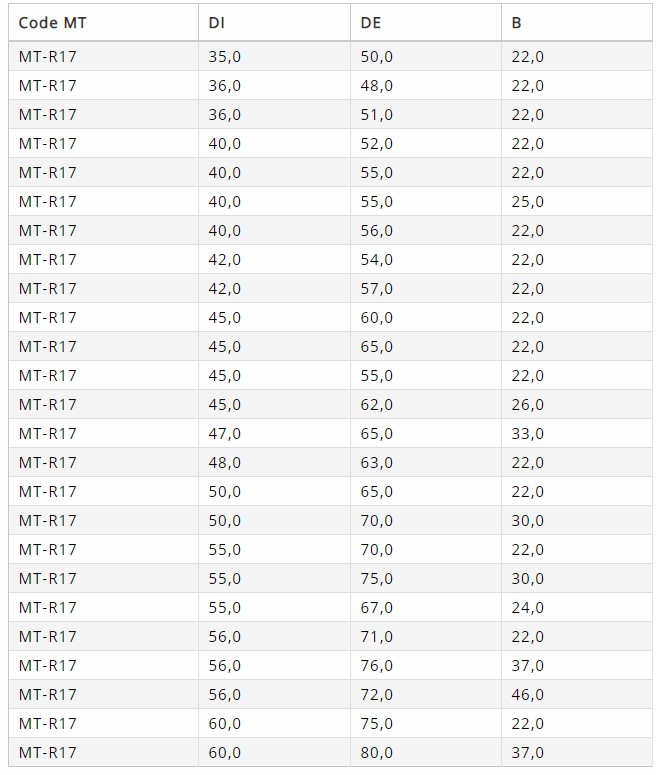 Code MT DI DE B
MT-R17 35,0 50,0 22,0
MT-R17 36,0 48,0 22,0
MT-R17 36,0 51,0 22,0
MT-R17 40,0 52,0 22,0
MT-R17 40,0 55,0 22,0
MT-R17 40,0 55,0 25,0
MT-R17 40,0 56,0 22,0
MT-R17 42,0 54,0 22,0
MT-R17 42,0 57,0 22,0
MT-R17 45,0 60,0 22,0
MT-R17 45,0 65,0 22,0
MT-R17 45,0 55,0 22,0
MT-R17 45,0 62,0 26,0
MT-R17 47,0 65,0 33,0
MT-R17 48,0 63,0 22,0
MT-R17 50,0 65,0 22,0
MT-R17 50,0 70,0 30,0
MT-R17 55,0 70,0 22,0
MT-R17 55,0 75,0 30,0
MT-R17 55,0 67,0 24,0
MT-R17 56,0 71,0 22,0
MT-R17 56,0 76,0 37,0
MT-R17 56,0 72,0 46,0
MT-R17 60,0 75,0 22,0
MT-R17 60,0 80,0 37,0